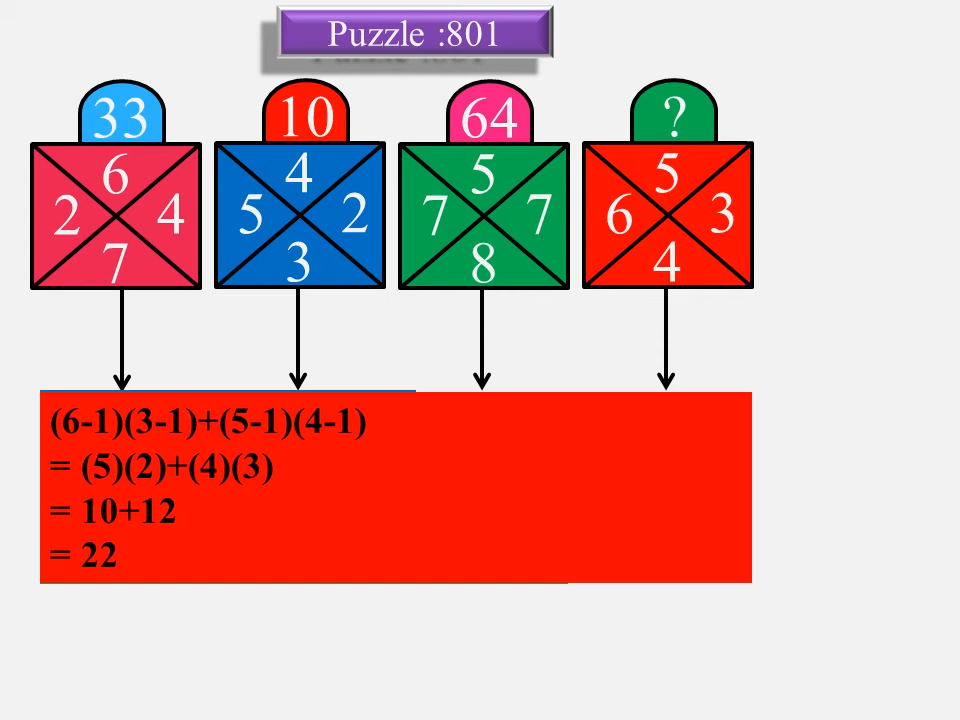 Puzzle :801
33 10 64 ?
6 4 5 5
2 4 5 2 7 7 6 3
7 3 8 4
(6-1)(3-1)+(5-1)(4-1)
= (5)(2)+(4)(3)
= 10+12
= 22